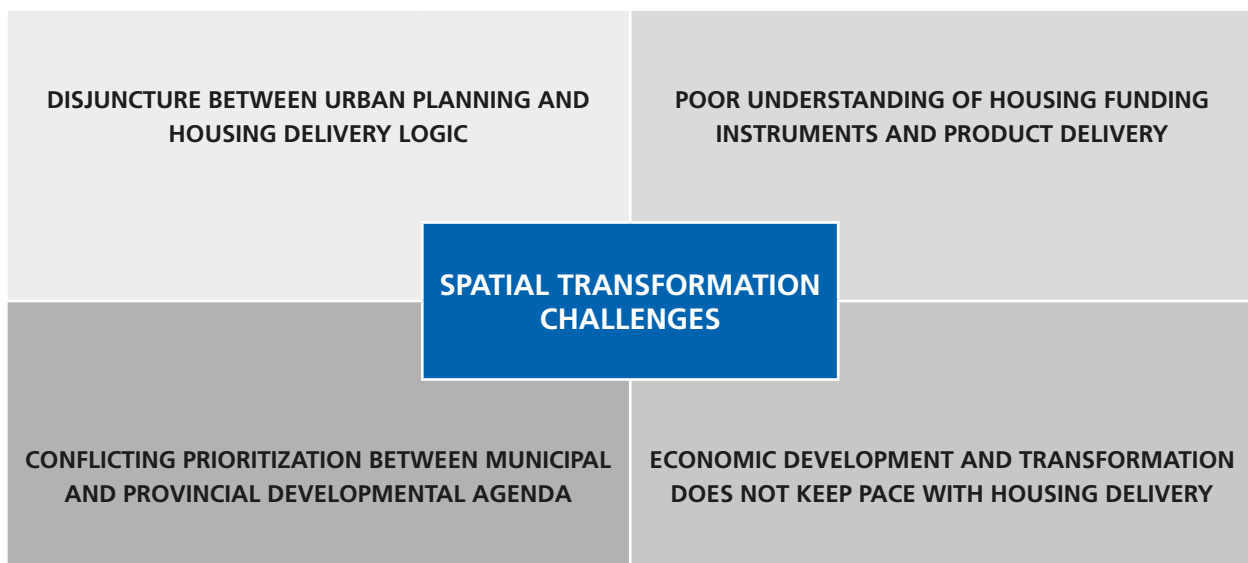 DISJUNCTURE BETWEEN URBAN PLANNING AND
HOUSING DELIVERY LOGIC
POOR UNDERSTANDING OF HOUSING FUNDING
INSTRUMENTS AND PRODUCT DELIVERY
SPATIAL TRANSFORMATION
CHALLENGES
CONFLICTING PRIORITIZATION BETWEEN MUNICIPAL
AND PROVINCIAL DEVELOPMENTAL AGENDA
ECONOMIC DEVELOPMENT AND TRANSFORMATION
DOES NOT KEEP PACE WITH HOUSING DELIVERY